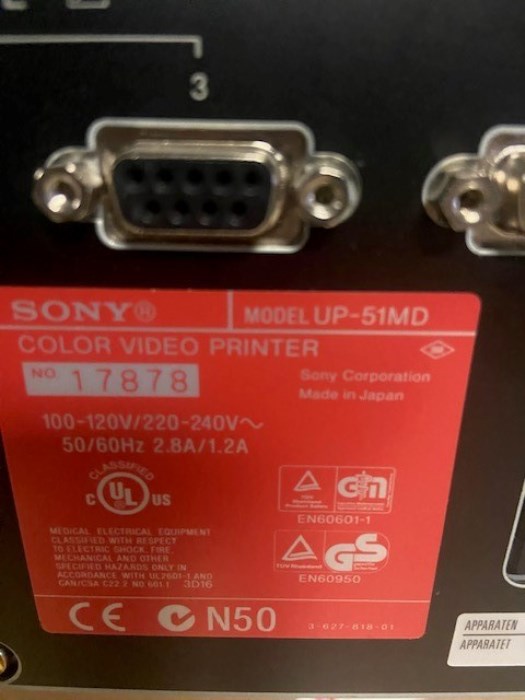 3
SONY® MODEL UP-51MD
COLOR VIDEO PRINTER
NO. 17878
Sony Corporation
Made in Japan
100-120V/220-240V~
50/60Hz 2.8A/1.2A
CLASSIFIED
C UL US
MEDICAL ELECTRICAL EQUIPMENT
CLASSIFIED WITH RESPECT
TO ELECTRIC SHOCK, FIRE,
MECHANICAL AND OTHER
SPECIFIED HAZARDS ONLY IN
ACCORDANCE WITH UL2601-1 AND
CAN/CSA C22.2 NO 601.1 3D16
TUV
Product Safety
EN60601-1
GS
EN60950
CE N50
3-627-818-01
APPARATEN
APPARATET